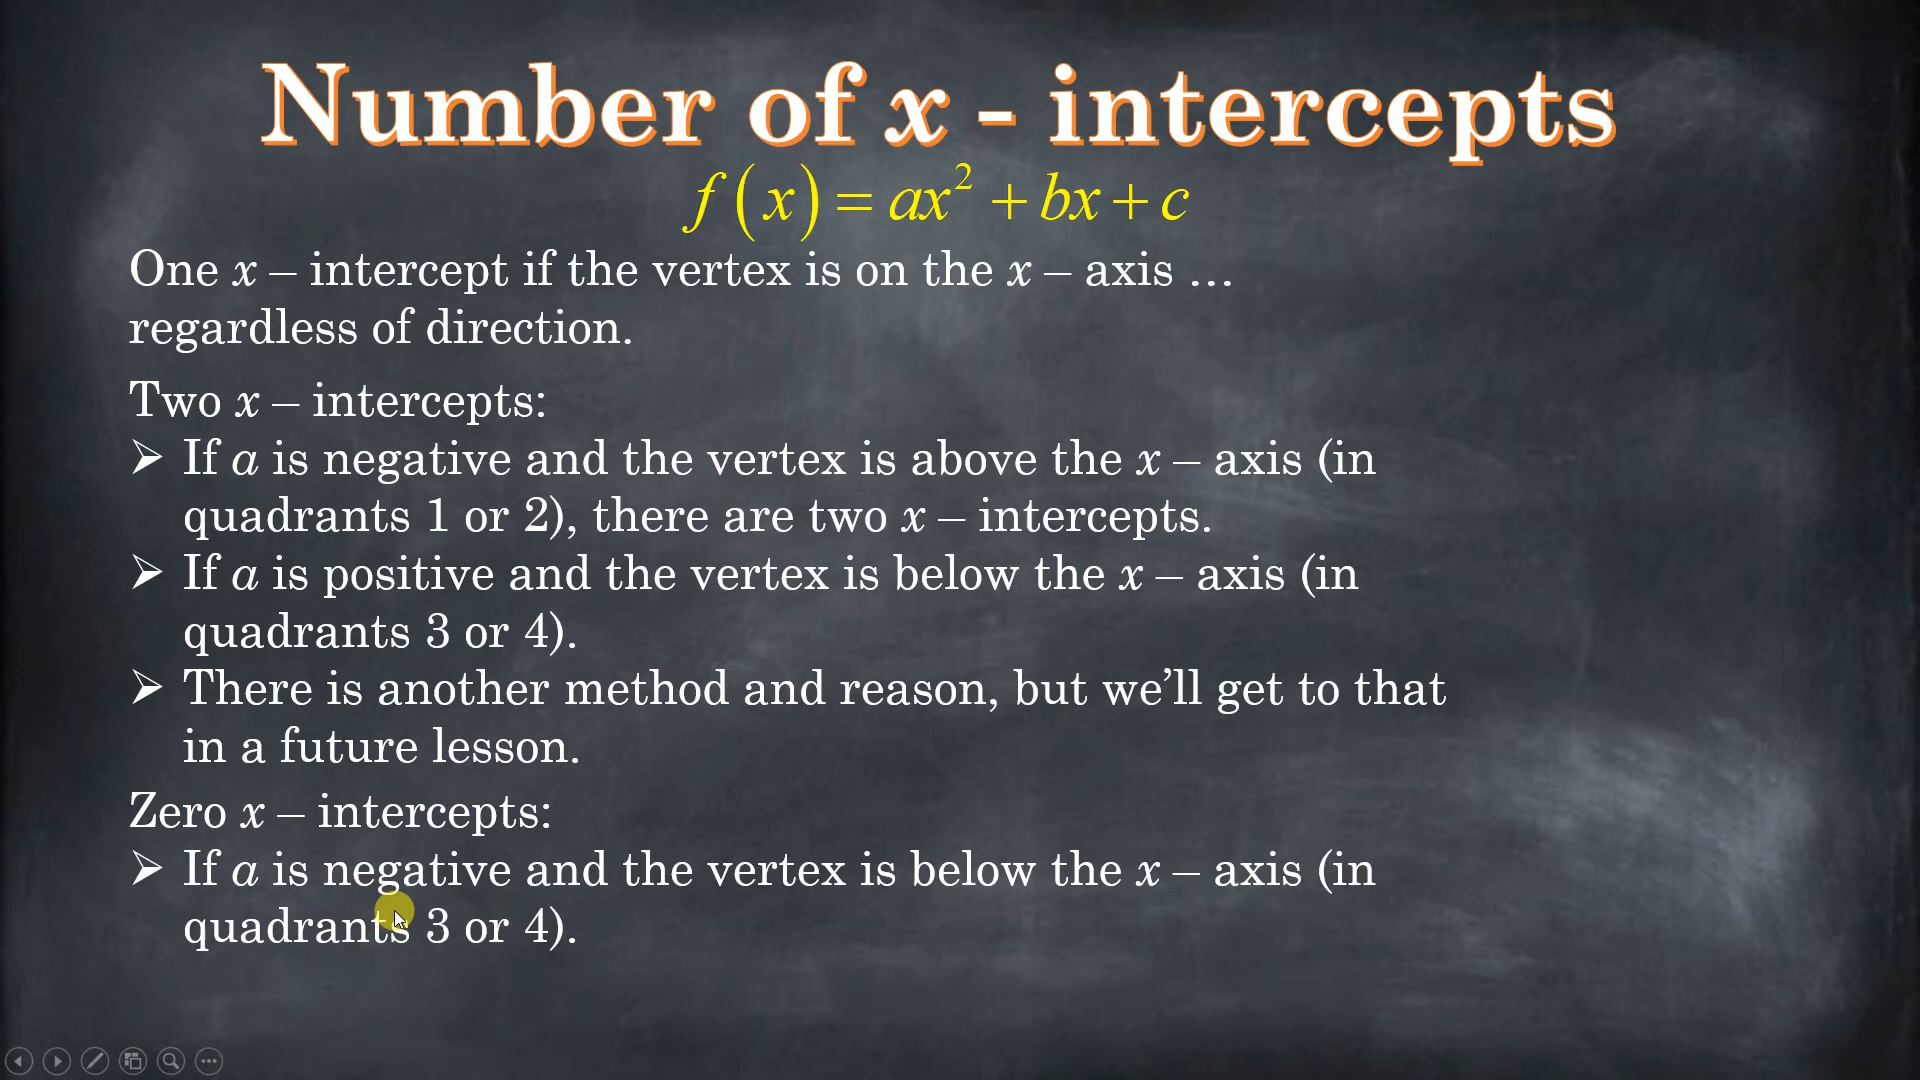 Number of x - intercepts
f(x) = ax² + bx + c
One x – intercept if the vertex is on the x – axis …
regardless of direction.
Two x – intercepts:
➢ If a is negative and the vertex is above the x – axis (in
quadrants 1 or 2), there are two x – intercepts.
➢ If a is positive and the vertex is below the x – axis (in
quadrants 3 or 4).
➢ There is another method and reason, but we’ll get to that
in a future lesson.
Zero x – intercepts:
➢ If a is negative and the vertex is below the x – axis (in
quadrants 3 or 4).